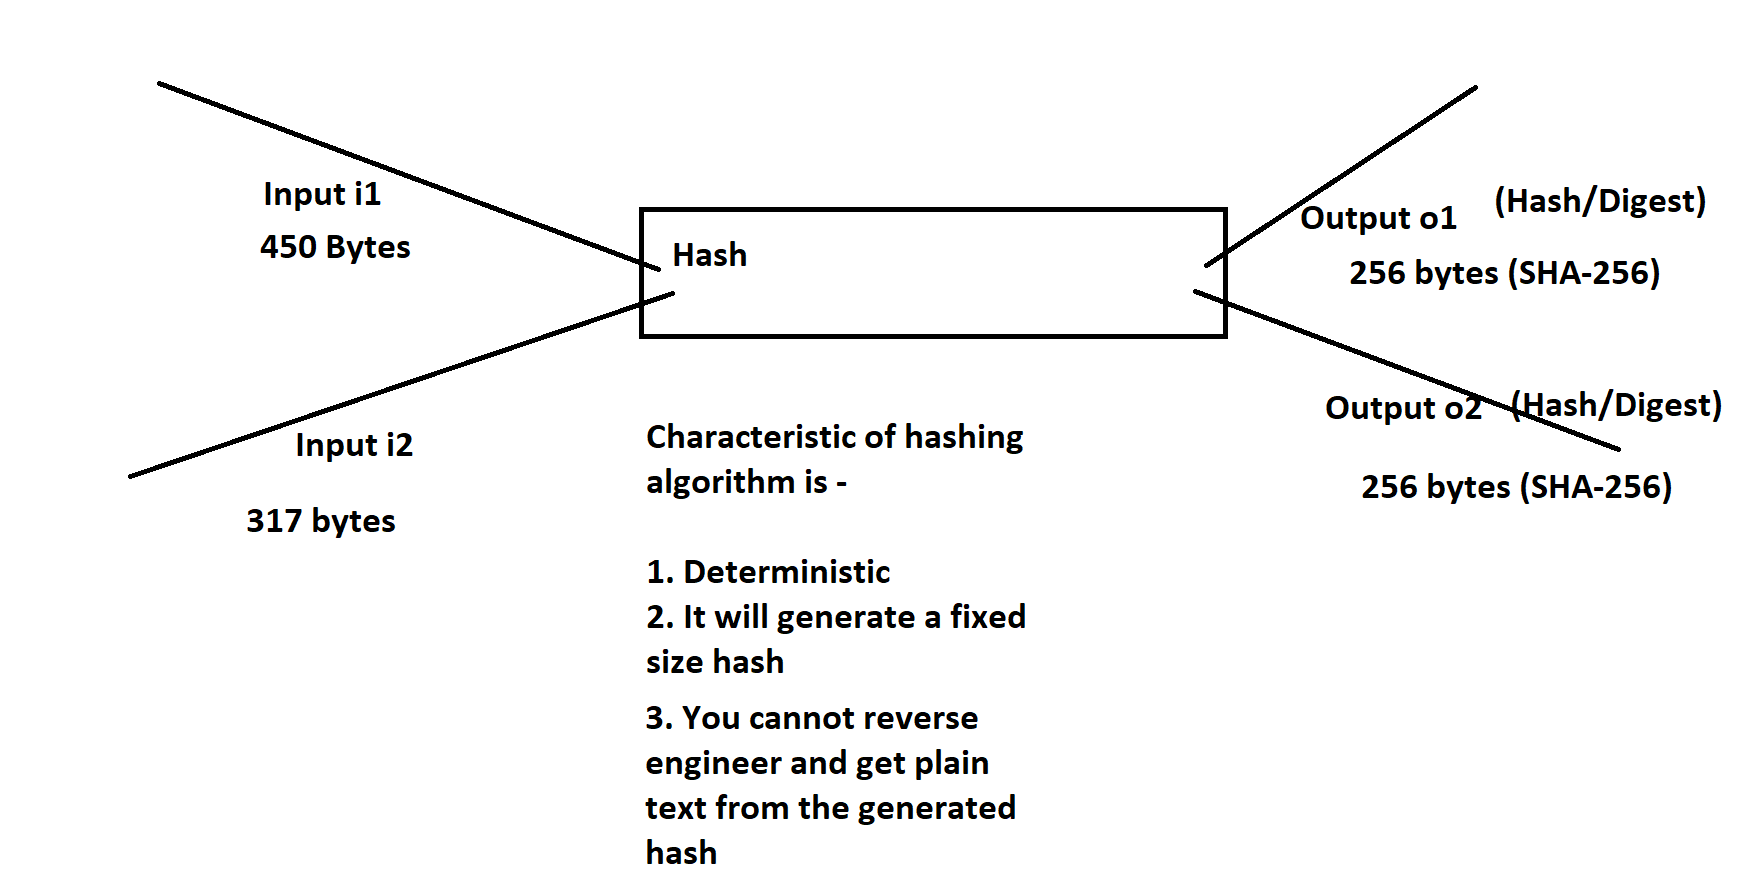 Input i1
450 Bytes
Hash
Output o1
(Hash/Digest)
256 bytes (SHA-256)
Input i2
317 bytes
Output o2
(Hash/Digest)
256 bytes (SHA-256)
Characteristic of hashing
algorithm is -
1. Deterministic
2. It will generate a fixed
size hash
3. You cannot reverse
engineer and get plain
text from the generated
hash